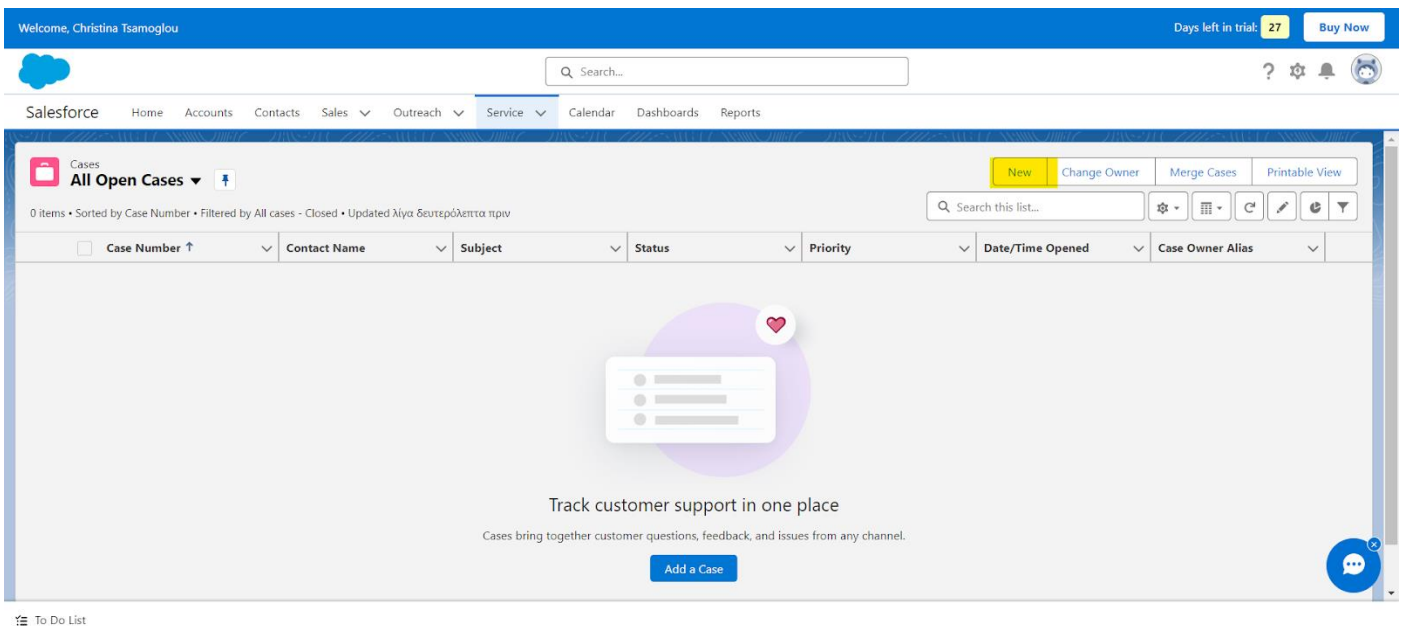 Welcome, Christina Tsamoglou Days left in trial: 27 Buy Now
Search...
Salesforce Home Accounts Contacts Sales Outreach Service Calendar Dashboards Reports
Cases
All Open Cases
New Change Owner Merge Cases Printable View
0 items • Sorted by Case Number • Filtered by All cases - Closed • Updated λίγα δευτερόλεπτα πριν
Search this list...
Case Number Contact Name Subject Status Priority Date/Time Opened Case Owner Alias
Track customer support in one place
Cases bring together customer questions, feedback, and issues from any channel.
Add a Case
To Do List